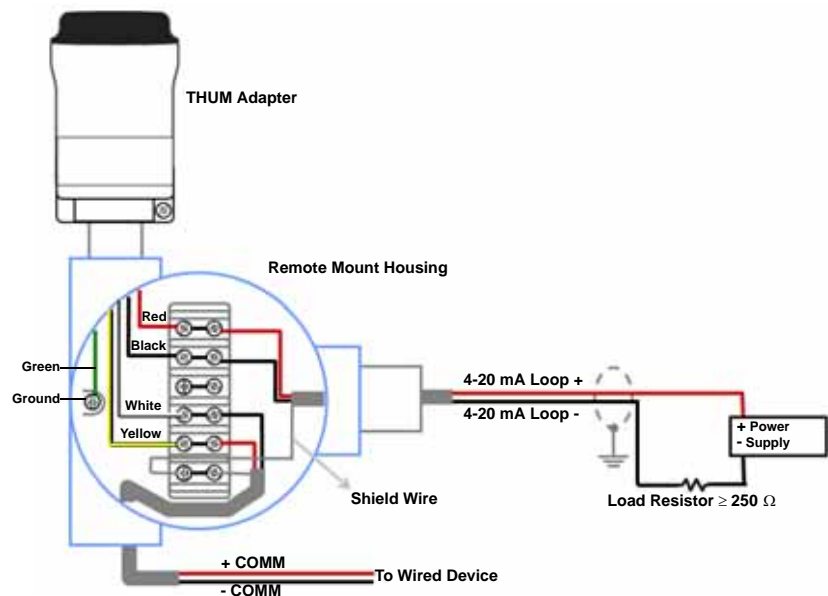 THUM Adapter
Remote Mount Housing
Red
Black
Green
Ground
White
Yellow
4-20 mA Loop +
4-20 mA Loop -
+ Power
- Supply
Shield Wire
Load Resistor ≥ 250 Ω
+ COMM
To Wired Device
- COMM